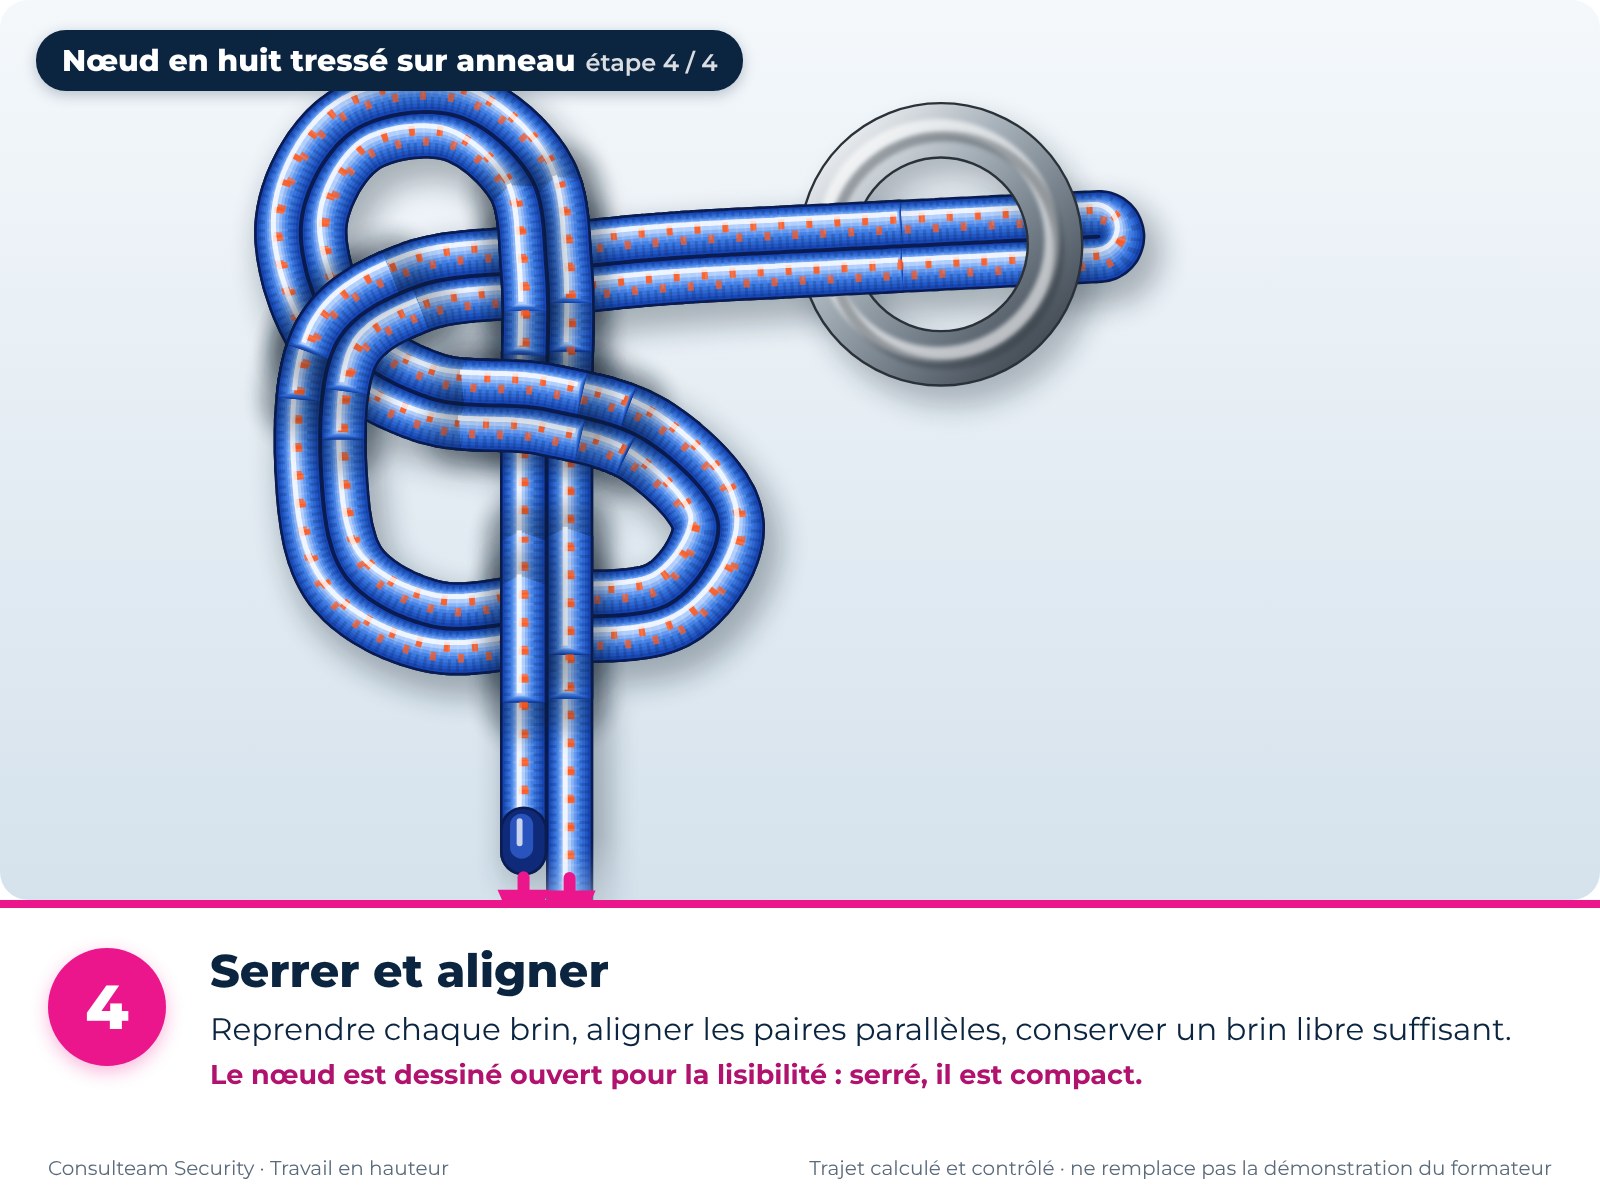 Nœud en huit tressé sur anneau étape 4 / 4
4
Serrer et aligner
Reprendre chaque brin, aligner les paires parallèles, conserver un brin libre suffisant.
Le nœud est dessiné ouvert pour la lisibilité : serré, il est compact.
Consulteam Security · Travail en hauteur
Trajet calculé et contrôlé · ne remplace pas la démonstration du formateur